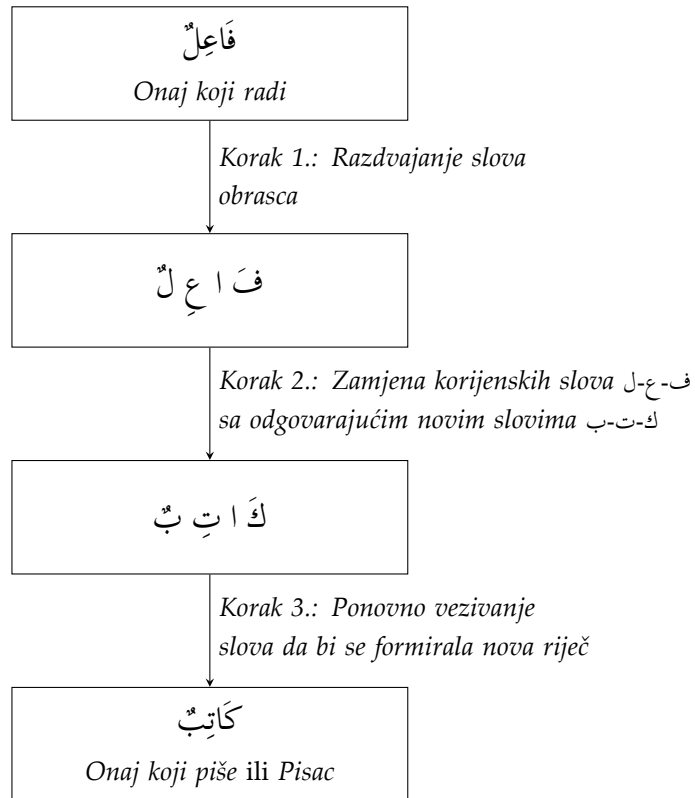 فَاعِلٌ
Onaj koji radi
Korak 1.: Razdvajanje slova
obrasca
فَ ا عِ لٌ
Korak 2.: Zamjena korijenskih slova ف-ع-ل
sa odgovarajućim novim slovima ك-ت-ب
كَ ا تِ بٌ
Korak 3.: Ponovno vezivanje
slova da bi se formirala nova riječ
كَاتِبٌ
Onaj koji piše ili Pisac